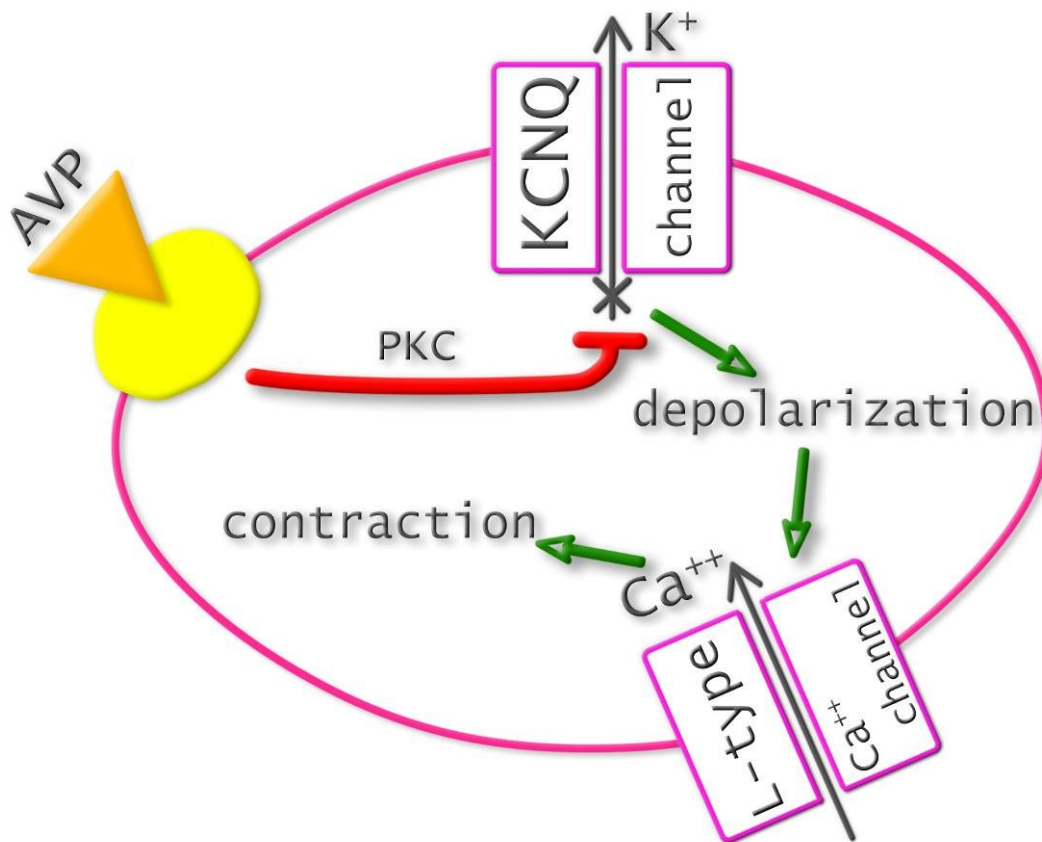 K⁺
KCNQ
channel
AVP
PKC
depolarization
contraction
Ca⁺⁺
L-type
Ca⁺⁺
channel